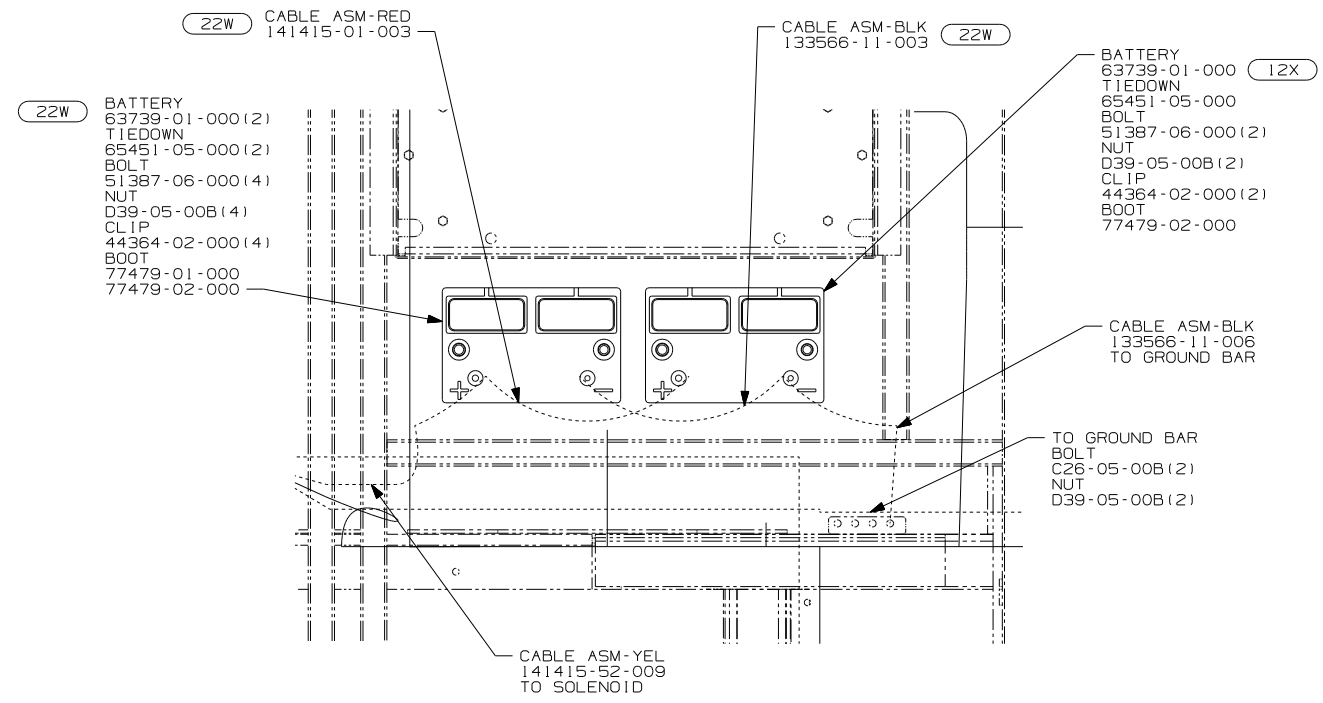 22W
CABLE ASM-RED
141415-01-003
CABLE ASM-BLK
133566-11-003
22W
BATTERY
63739-01-000
12X
TIEDOWN
65451-05-000
BOLT
51387-06-000(2)
NUT
D39-05-00B(2)
CLIP
44364-02-000(2)
BOOT
77479-02-000
22W
BATTERY
63739-01-000(2)
TIEDOWN
65451-05-000(2)
BOLT
51387-06-000(4)
NUT
D39-05-00B(4)
CLIP
44364-02-000(4)
BOOT
77479-01-000
77479-02-000
CABLE ASM-BLK
133566-11-006
TO GROUND BAR
TO GROUND BAR
BOLT
C26-05-00B(2)
NUT
D39-05-00B(2)
CABLE ASM-YEL
141415-52-009
TO SOLENOID